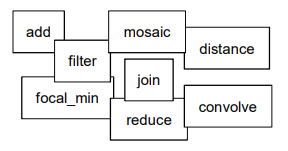 add
mosaic
distance
filter
join
focal_min
reduce
convolve